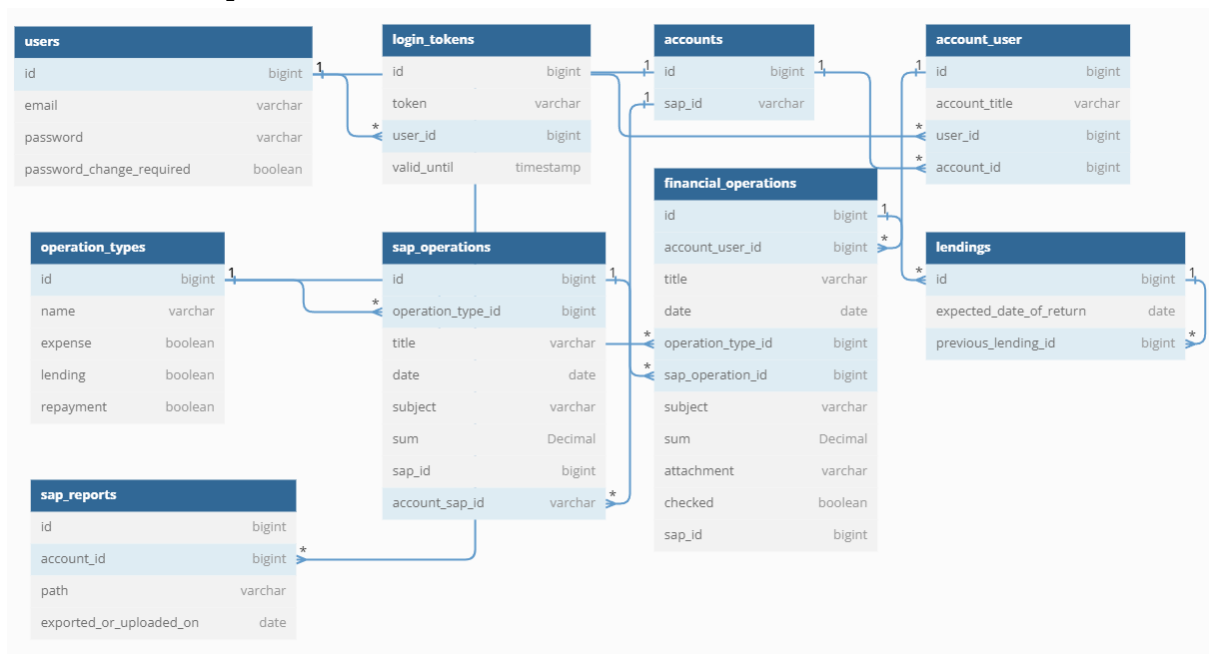 users
id bigint
email varchar
password varchar
password_change_required boolean
login_tokens
id bigint
token varchar
user_id bigint
valid_until timestamp
accounts
id bigint
sap_id varchar
account_user
id bigint
account_title varchar
user_id bigint
account_id bigint
financial_operations
id bigint
account_user_id bigint
title varchar
date date
operation_type_id bigint
sap_operation_id bigint
subject varchar
sum Decimal
attachment varchar
checked boolean
sap_id bigint
operation_types
id bigint
name varchar
expense boolean
lending boolean
repayment boolean
sap_operations
id bigint
operation_type_id bigint
title varchar
date date
subject varchar
sum Decimal
sap_id bigint
account_sap_id varchar
lendings
id bigint
expected_date_of_return date
previous_lending_id bigint
sap_reports
id bigint
account_id bigint
path varchar
exported_or_uploaded_on date
1
*
1
1
1
1
*
*
1
*
1
*
1
*
*
*
1
*
*
*